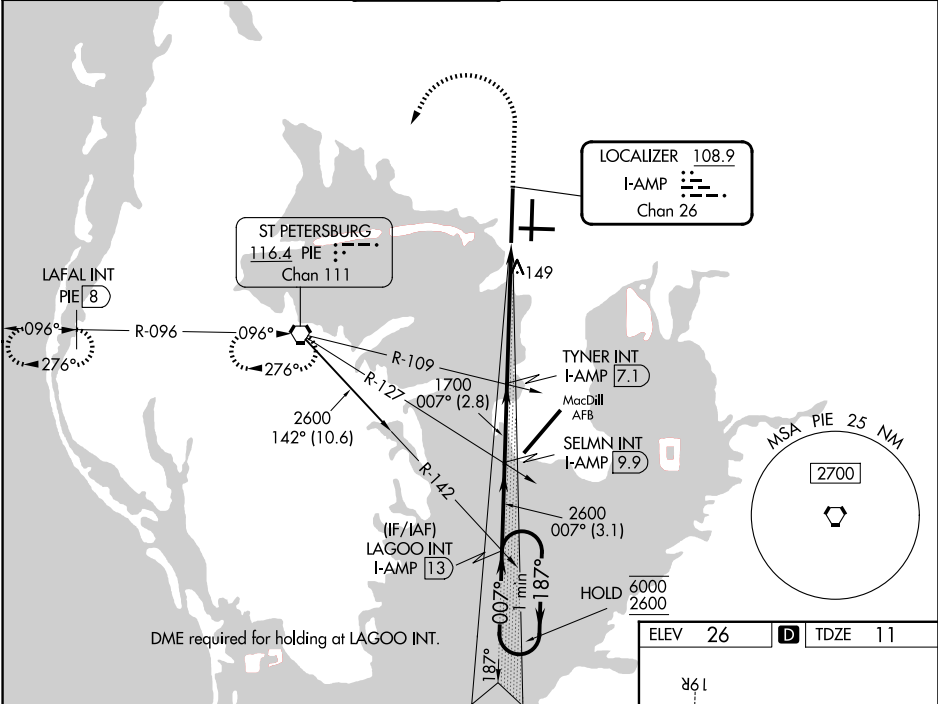 LOCALIZER 108.9
I-AMP
Chan 26
ST PETERSBURG
116.4 PIE
Chan 111
149
LAFAL INT
PIE 8
096°
R-096
096°
276°
276°
R-109
R-127
1700
007° (2.8)
TYNER INT
I-AMP 7.1
MacDill
AFB
2600
142° (10.6)
R-142
SELMN INT
I-AMP 9.9
MSA PIE 25 NM
2700
2600
007° (3.1)
(IF/IAF)
LAGOO INT
I-AMP 13
007°
1 min
187°
HOLD 6000
2600
DME required for holding at LAGOO INT.
187°
ELEV 26 D TDZE 11
19R